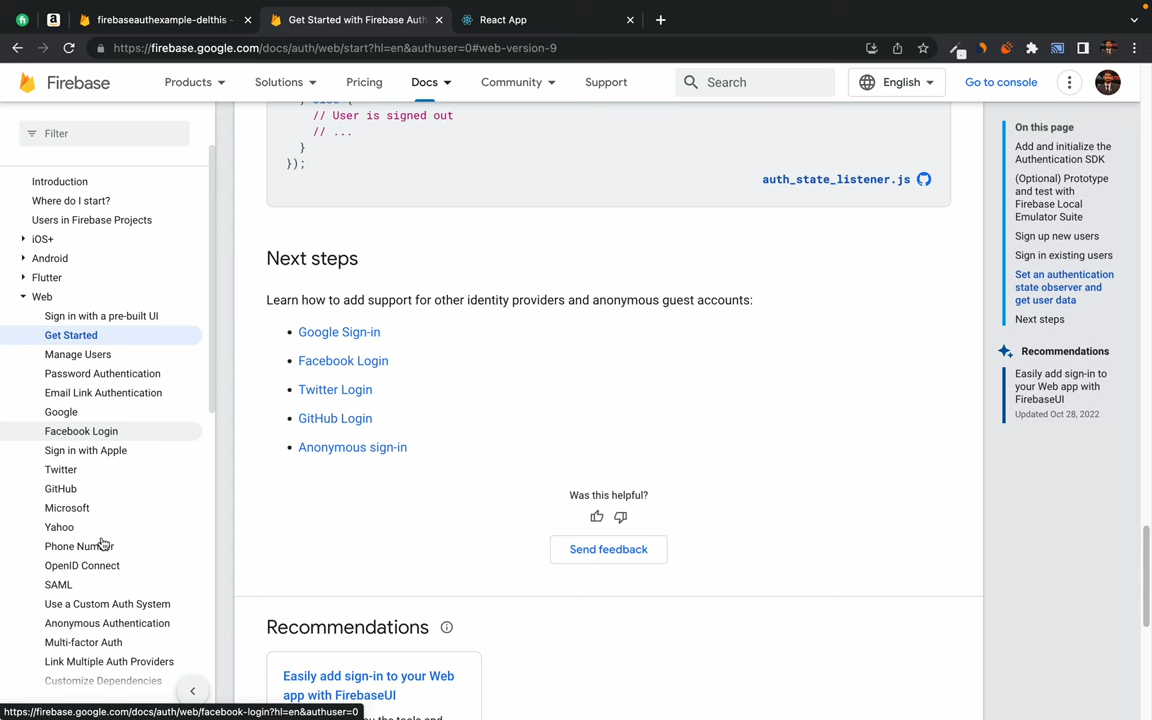 firebaseauthexample-delthis -
Get Started with Firebase Auth
React App
https://firebase.google.com/docs/auth/web/start?hl=en&authuser=0#web-version-9
Firebase
Products
Solutions
Pricing
Docs
Community
Support
Search
English
Go to console
Filter
Introduction
Where do I start?
Users in Firebase Projects
iOS+
Android
Flutter
Web
Sign in with a pre-built UI
Get Started
Manage Users
Password Authentication
Email Link Authentication
Google
Facebook Login
Sign in with Apple
Twitter
GitHub
Microsoft
Yahoo
Phone Number
OpenID Connect
SAML
Use a Custom Auth System
Anonymous Authentication
Multi-factor Auth
Link Multiple Auth Providers
Customize Dependencies
https://firebase.google.com/docs/auth/web/facebook-login?hl=en&authuser=0
} else {
// User is signed out
// ...
}
});
auth_state_listener.js
Next steps
Learn how to add support for other identity providers and anonymous guest accounts:
• Google Sign-in
• Facebook Login
• Twitter Login
• GitHub Login
• Anonymous sign-in
Was this helpful?
Send feedback
Recommendations
Easily add sign-in to your Web
app with FirebaseUI
On this page
Add and initialize the
Authentication SDK
(Optional) Prototype
and test with
Firebase Local
Emulator Suite
Sign up new users
Sign in existing users
Set an authentication
state observer and
get user data
Next steps
Recommendations
Easily add sign-in to
your Web app with
FirebaseUI
Updated Oct 28, 2022